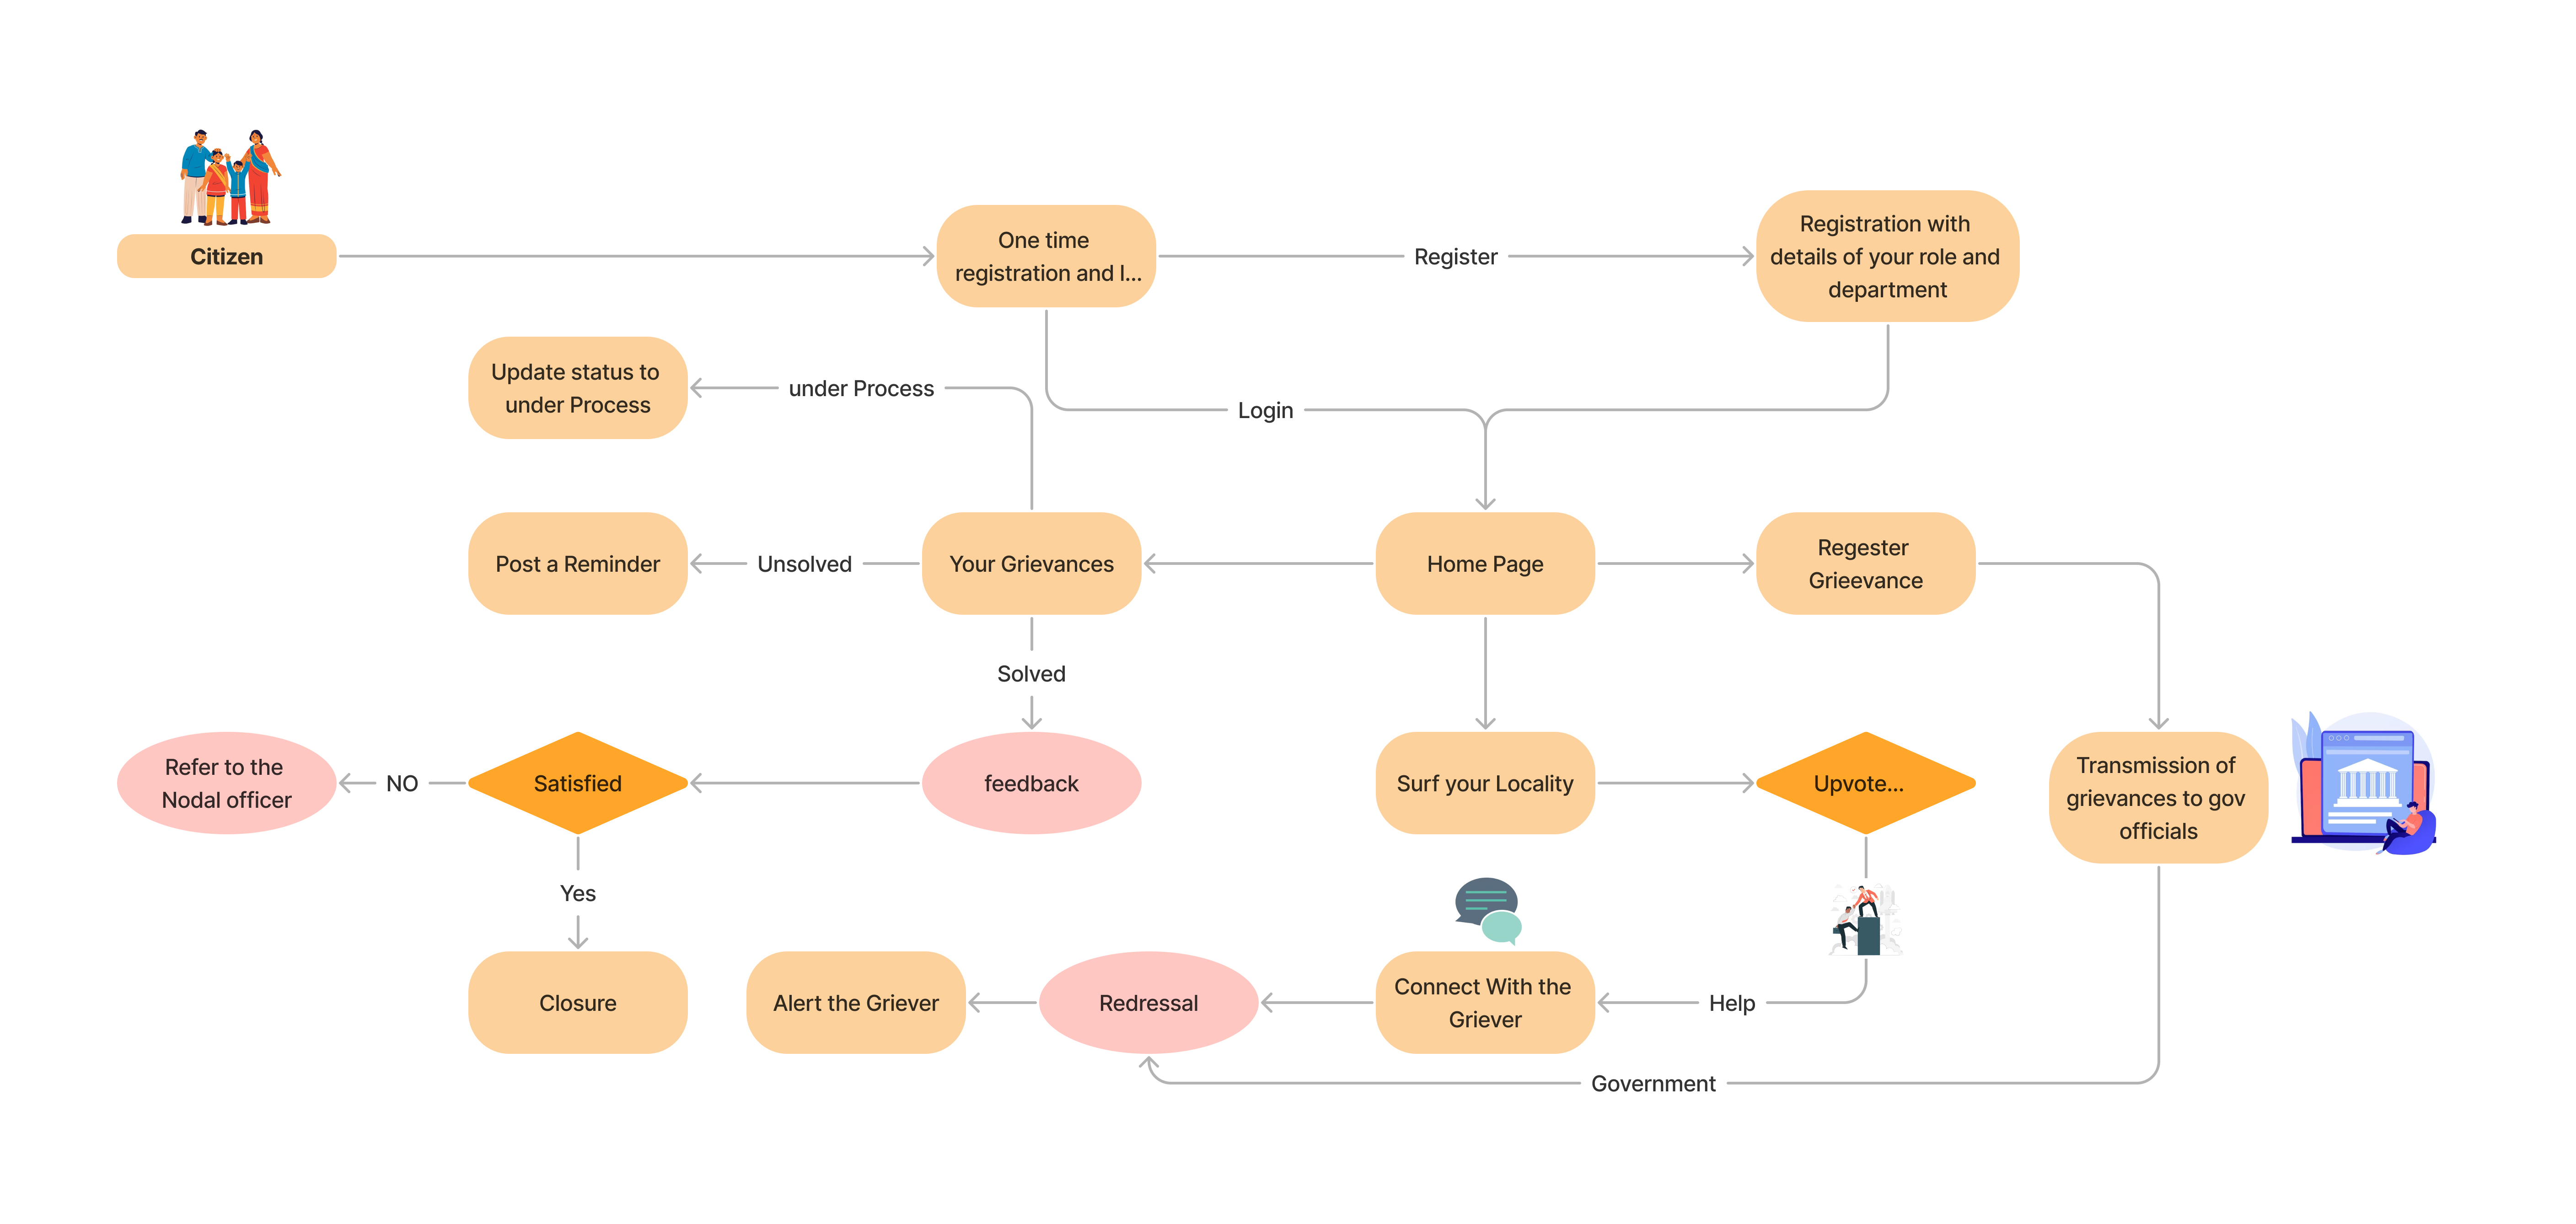 Citizen
One time
registration and l...
Register
Registration with
details of your role and
department
Update status to
under Process
under Process
Login
Post a Reminder
Unsolved
Your Grievances
Home Page
Regester
Grieevance
Solved
Refer to the
Nodal officer
NO
Satisfied
feedback
Surf your Locality
Upvote...
Transmission of
grievances to gov
officials
Yes
Closure
Alert the Griever
Redressal
Connect With the
Griever
Help
Government